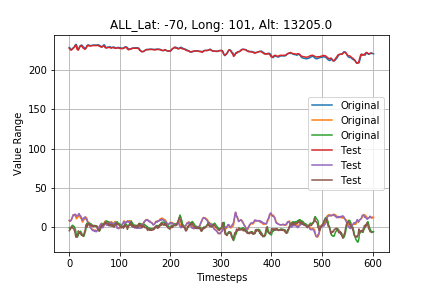 ALL_Lat: -70, Long: 101, Alt: 13205.0
Value Range
200
150
100
50
0
Original
Original
Original
Test
Test
Test
0
100
200
300
400
500
600
Timesteps